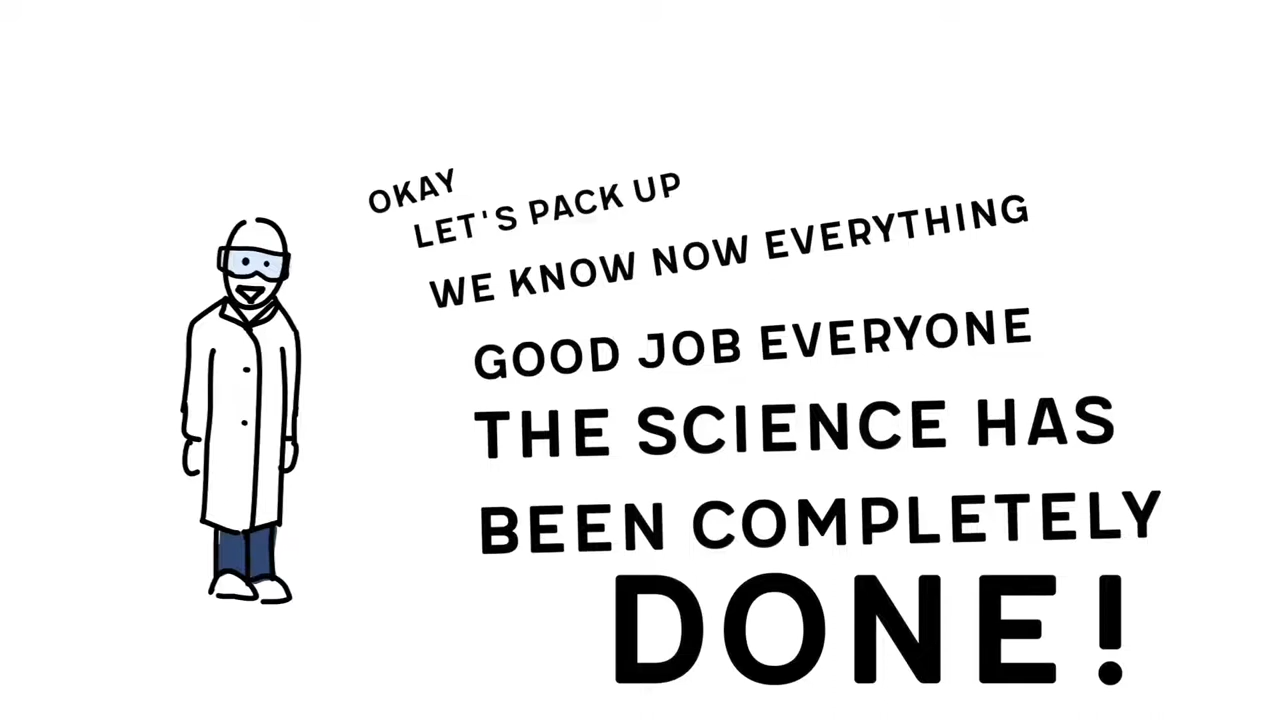 OKAY
LET'S PACK UP
WE KNOW NOW EVERYTHING
GOOD JOB EVERYONE
THE SCIENCE HAS
BEEN COMPLETELY
DONE!